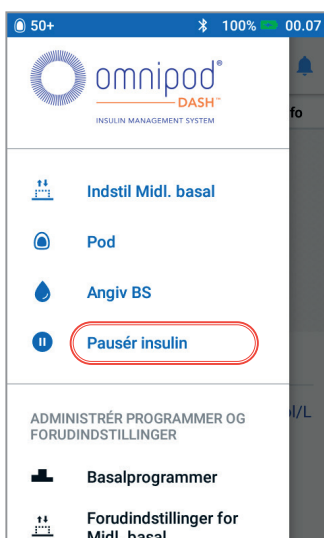 50+ 100% 00.07
omnipod®
DASH™
INSULIN MANAGEMENT SYSTEM
fo
Indstil Midl. basal
Pod
Angiv BS
Pausér insulin
ol/L
ADMINISTRÉR PROGRAMMER OG
FORUDINDSTILLINGER
Basalprogrammer
Forudindstillinger for
Midl. basal